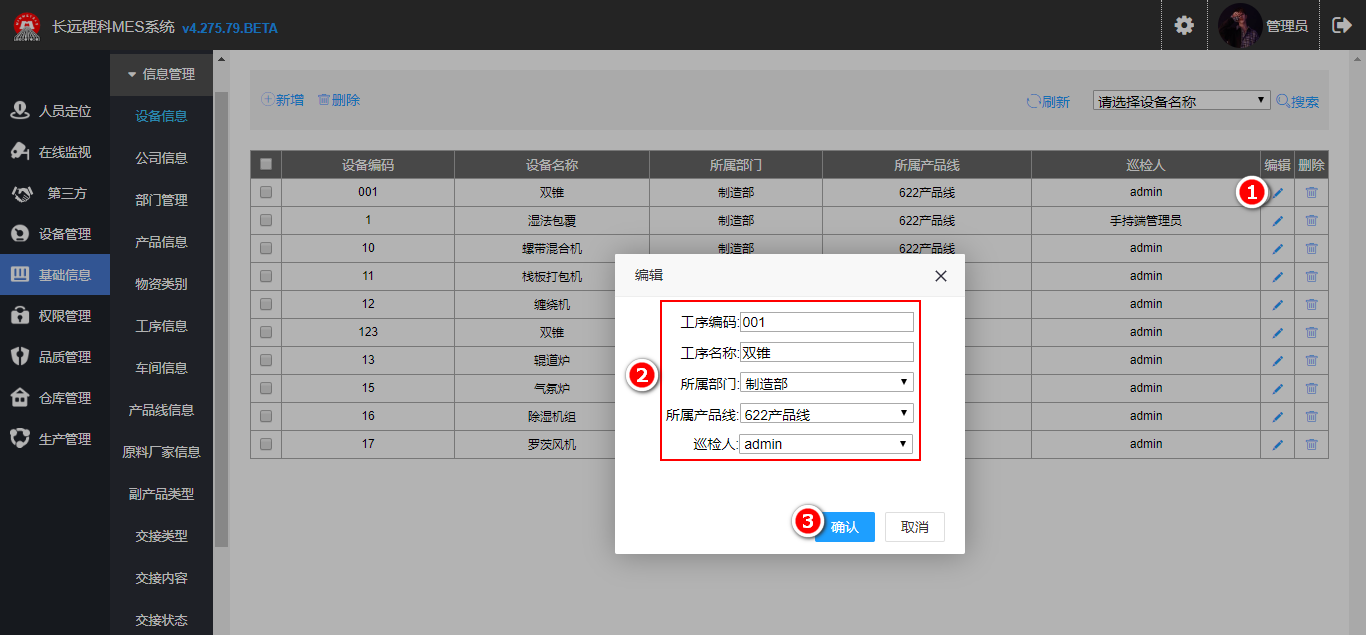 长远锂科MES系统 v4.275.79.BETA
管理员
人员定位
在线监视
第三方
设备管理
基础信息
权限管理
品质管理
仓库管理
生产管理
信息管理
设备信息
公司信息
部门管理
产品信息
物资类别
工序信息
车间信息
产品线信息
原料厂家信息
副产品类型
交接类型
交接内容
交接状态
新增 删除 刷新 请选择设备名称 搜索
设备编码 设备名称 所属部门 所属产品线 巡检人 编辑 删除
001 双锥 制造部 622产品线 admin 1
1 湿法包覆 制造部 622产品线 手持端管理员
10 螺带混合机 制造部 622产品线 admin
11 栈板打包机 admin
12 缠绕机 admin
123 双锥 admin
13 辊道炉 admin
15 气氛炉 admin
16 除湿机组 admin
17 罗茨风机 admin
编辑
工序编码:001
工序名称:双锥
2
所属部门:制造部
所属产品线:622产品线
巡检人:admin
3 确认 取消